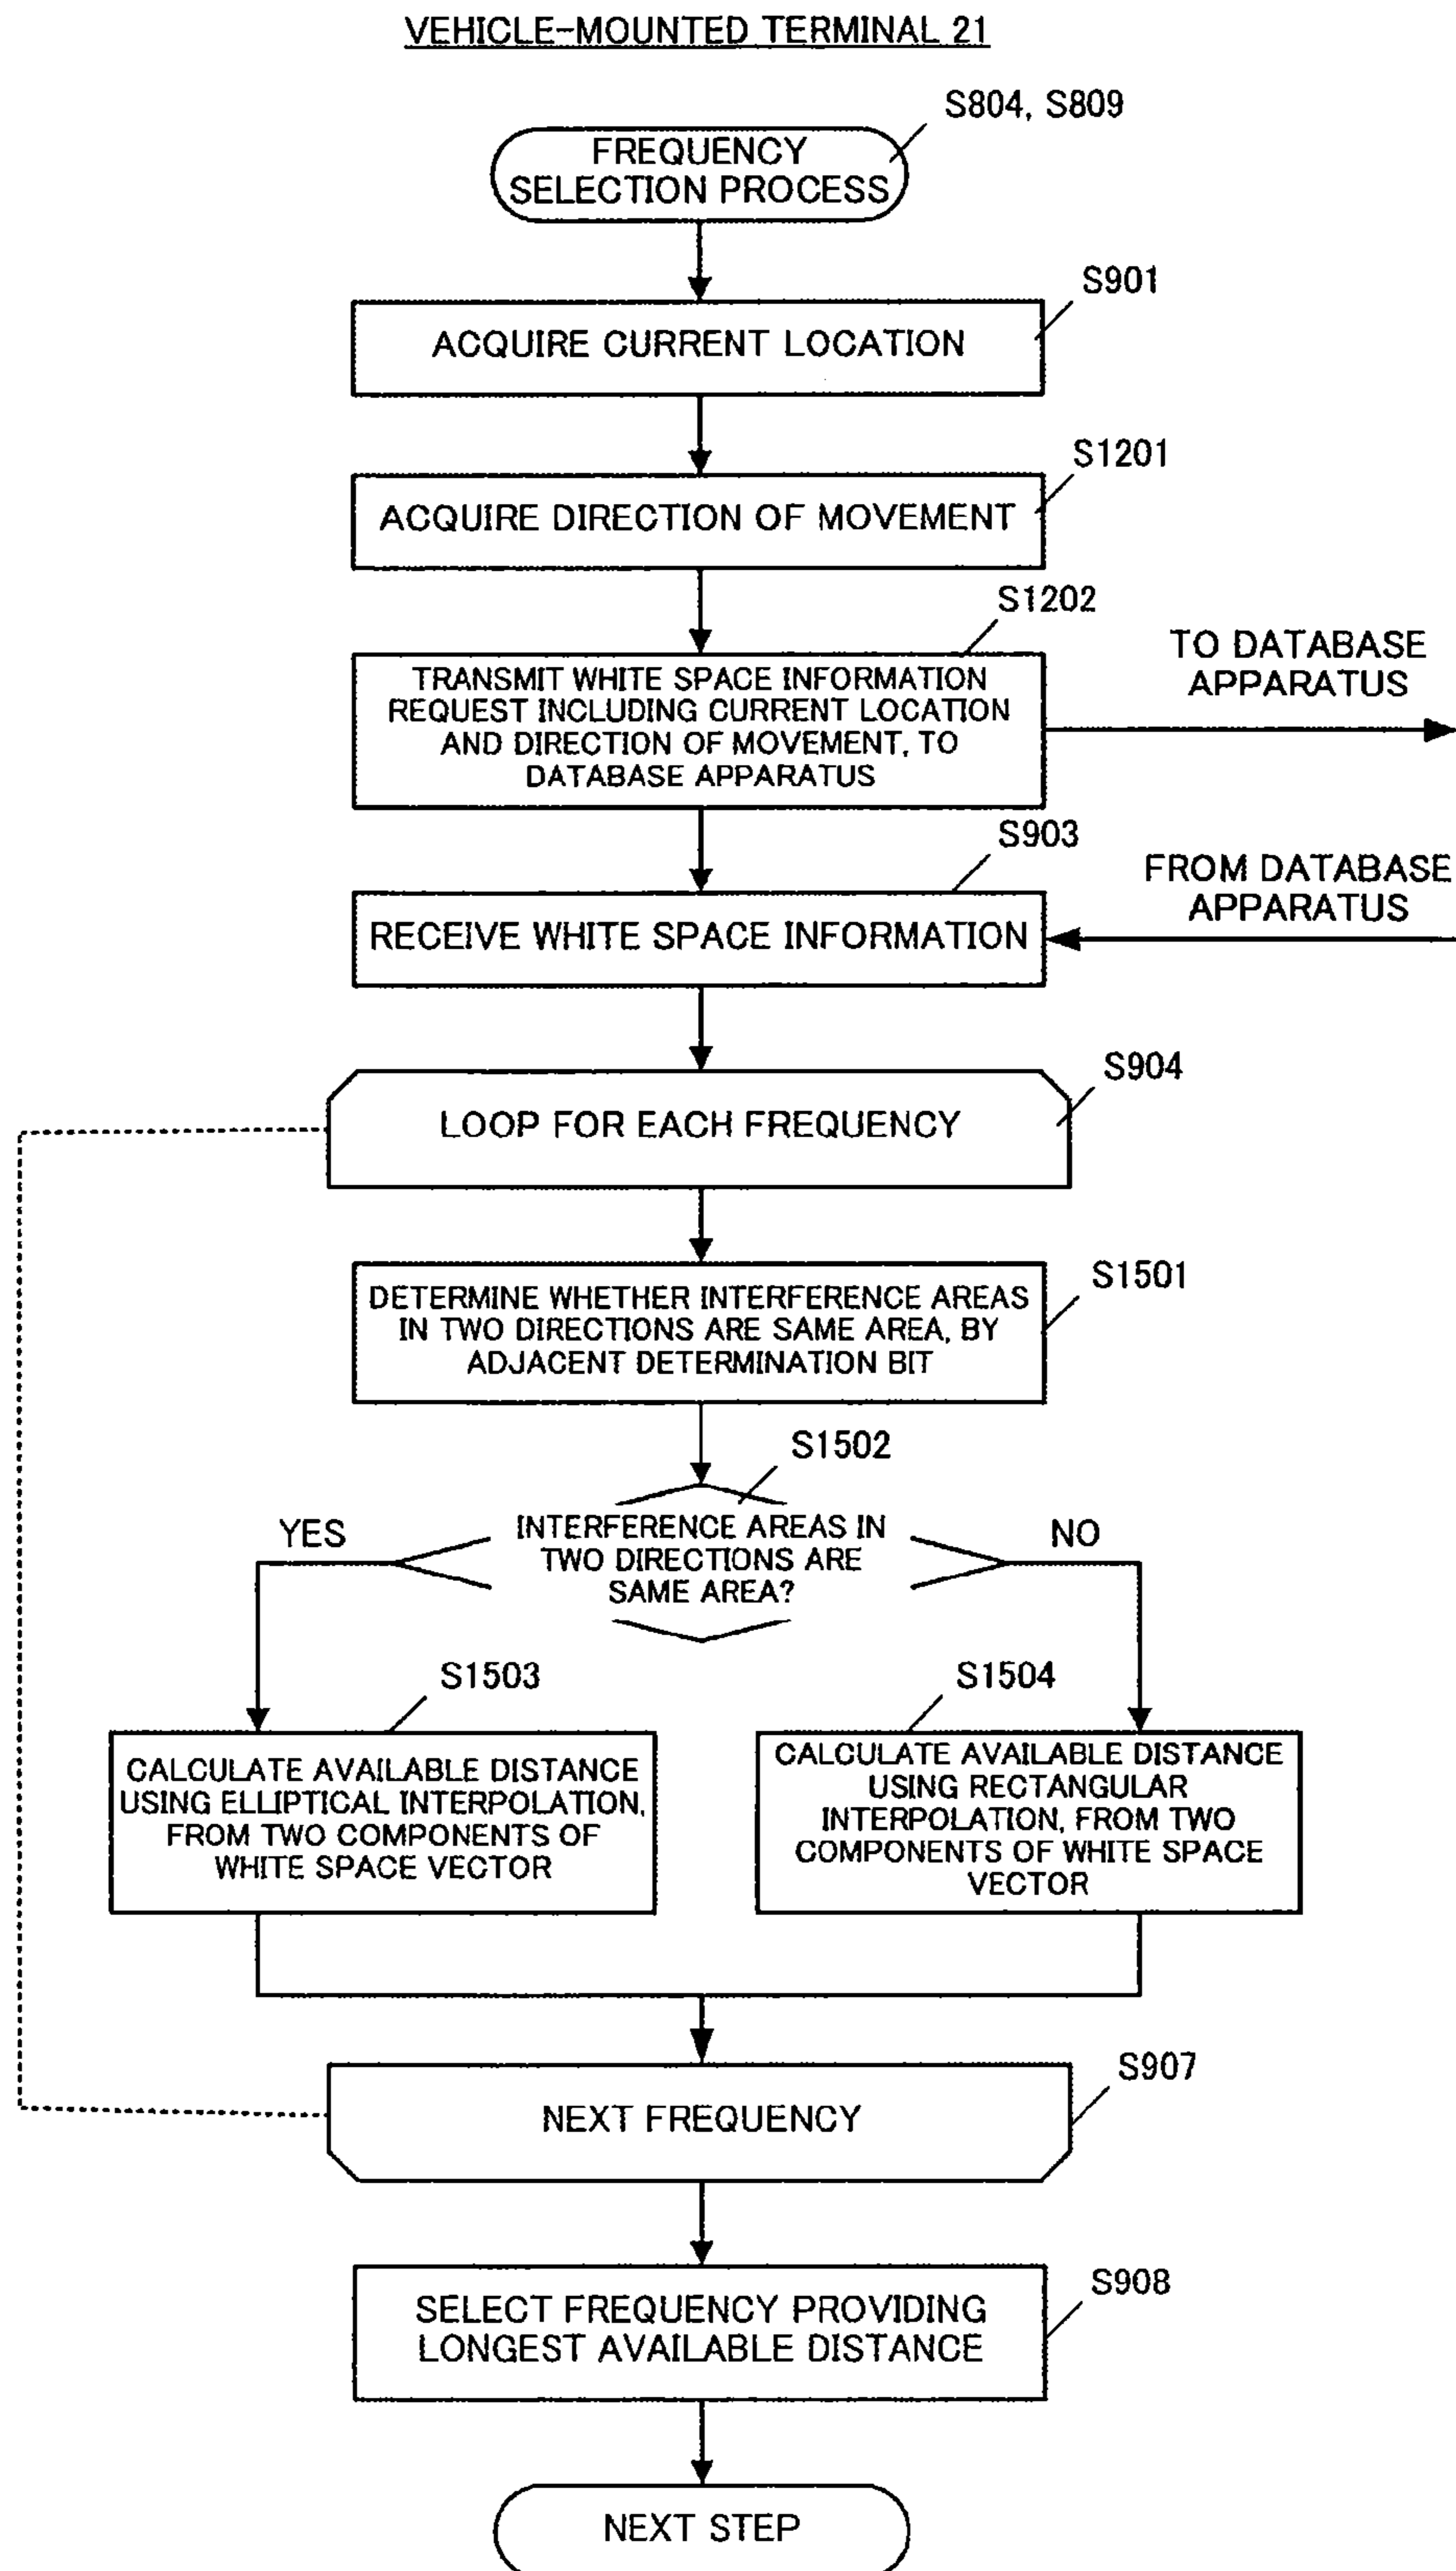 VEHICLE-MOUNTED TERMINAL 21
S804, S809
FREQUENCY
SELECTION PROCESS
S901
ACQUIRE CURRENT LOCATION
S1201
ACQUIRE DIRECTION OF MOVEMENT
S1202
TRANSMIT WHITE SPACE INFORMATION
REQUEST INCLUDING CURRENT LOCATION
AND DIRECTION OF MOVEMENT, TO
DATABASE APPARATUS
TO DATABASE
APPARATUS
S903
RECEIVE WHITE SPACE INFORMATION
FROM DATABASE
APPARATUS
S904
LOOP FOR EACH FREQUENCY
S1501
DETERMINE WHETHER INTERFERENCE AREAS
IN TWO DIRECTIONS ARE SAME AREA, BY
ADJACENT DETERMINATION BIT
S1502
INTERFERENCE AREAS IN
TWO DIRECTIONS ARE
SAME AREA?
YES
NO
S1503
CALCULATE AVAILABLE DISTANCE
USING ELLIPTICAL INTERPOLATION,
FROM TWO COMPONENTS OF
WHITE SPACE VECTOR
S1504
CALCULATE AVAILABLE DISTANCE
USING RECTANGULAR
INTERPOLATION, FROM TWO
COMPONENTS OF WHITE SPACE
VECTOR
S907
NEXT FREQUENCY
S908
SELECT FREQUENCY PROVIDING
LONGEST AVAILABLE DISTANCE
NEXT STEP